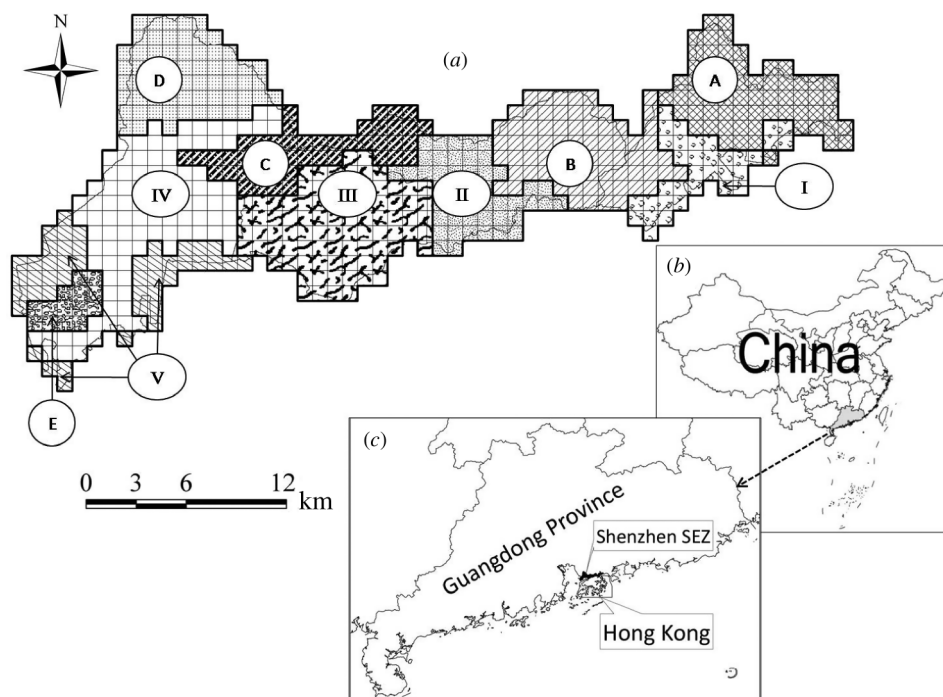 N
(a)
D
A
C
B
IV
III
II
I
(b)
China
V
E
(c)
0 3 6 12
km
Guangdong Province
Shenzhen SEZ
Hong Kong